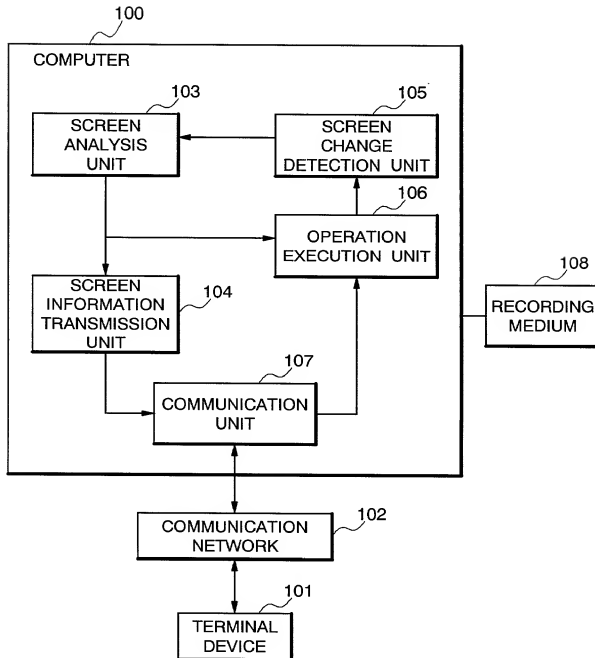 100
COMPUTER
103
SCREEN
ANALYSIS
UNIT
105
SCREEN
CHANGE
DETECTION UNIT
106
OPERATION
EXECUTION UNIT
SCREEN
INFORMATION
TRANSMISSION
UNIT
104
108
RECORDING
MEDIUM
107
COMMUNICATION
UNIT
102
COMMUNICATION
NETWORK
101
TERMINAL
DEVICE